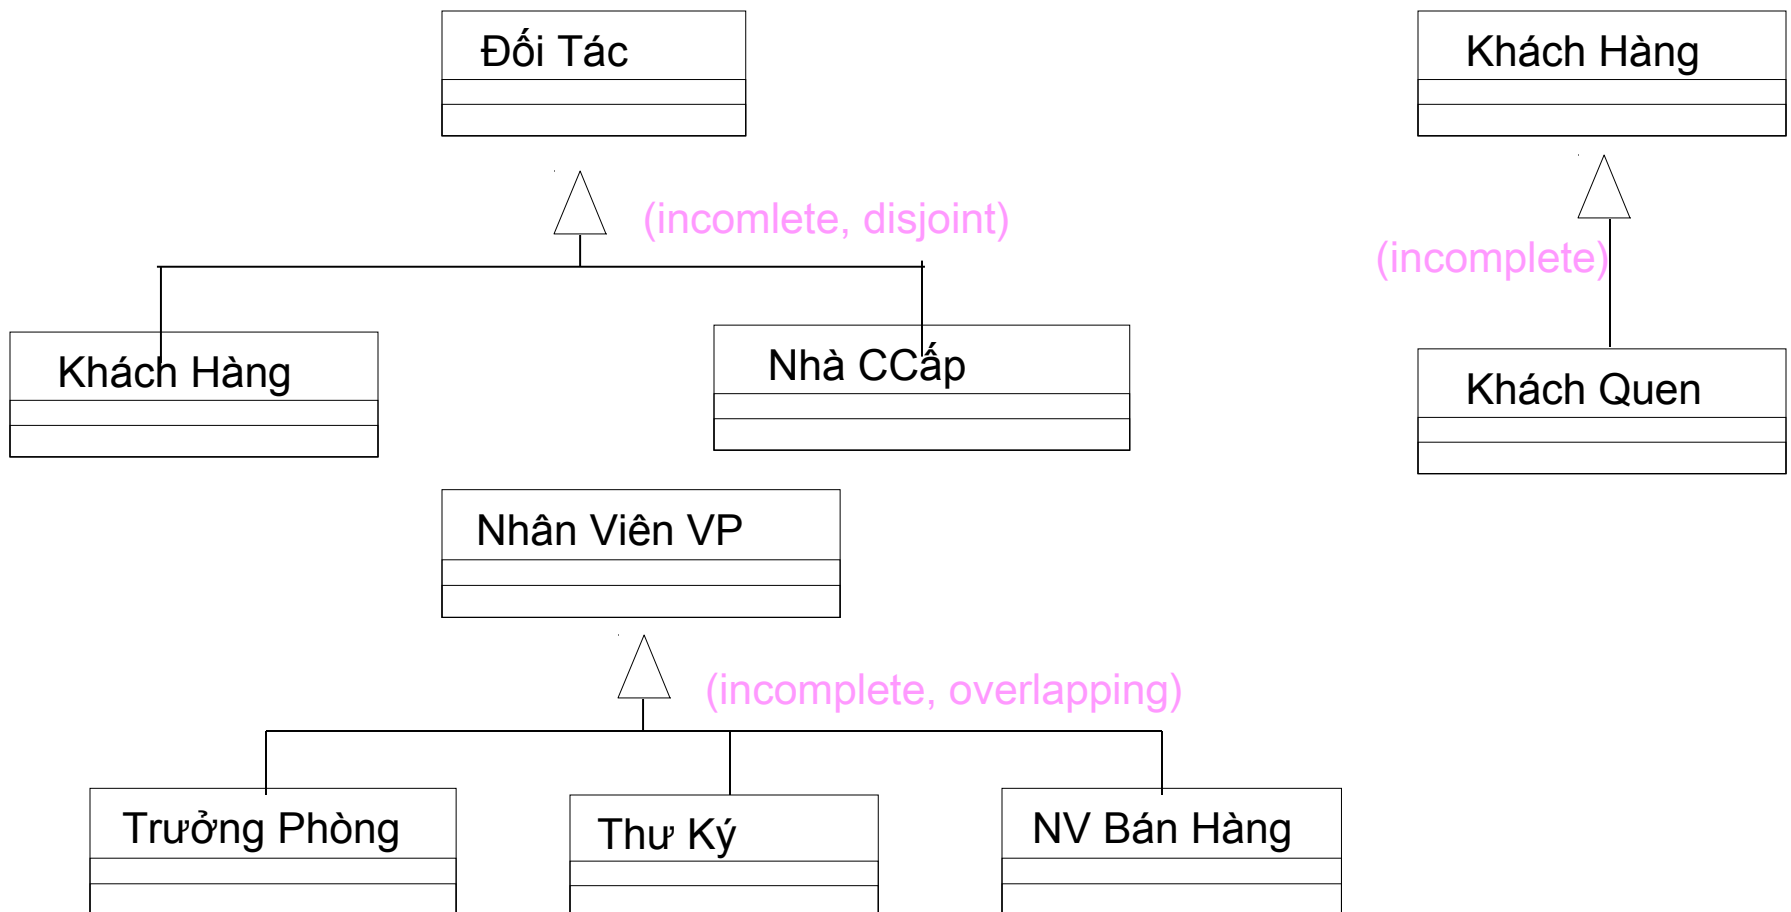 Đối Tác
Khách Hàng
(incomlete, disjoint)
(incomplete)
Khách Hàng
Nhà CCấp
Khách Quen
Nhân Viên VP
(incomplete, overlapping)
Trưởng Phòng
Thư Ký
NV Bán Hàng